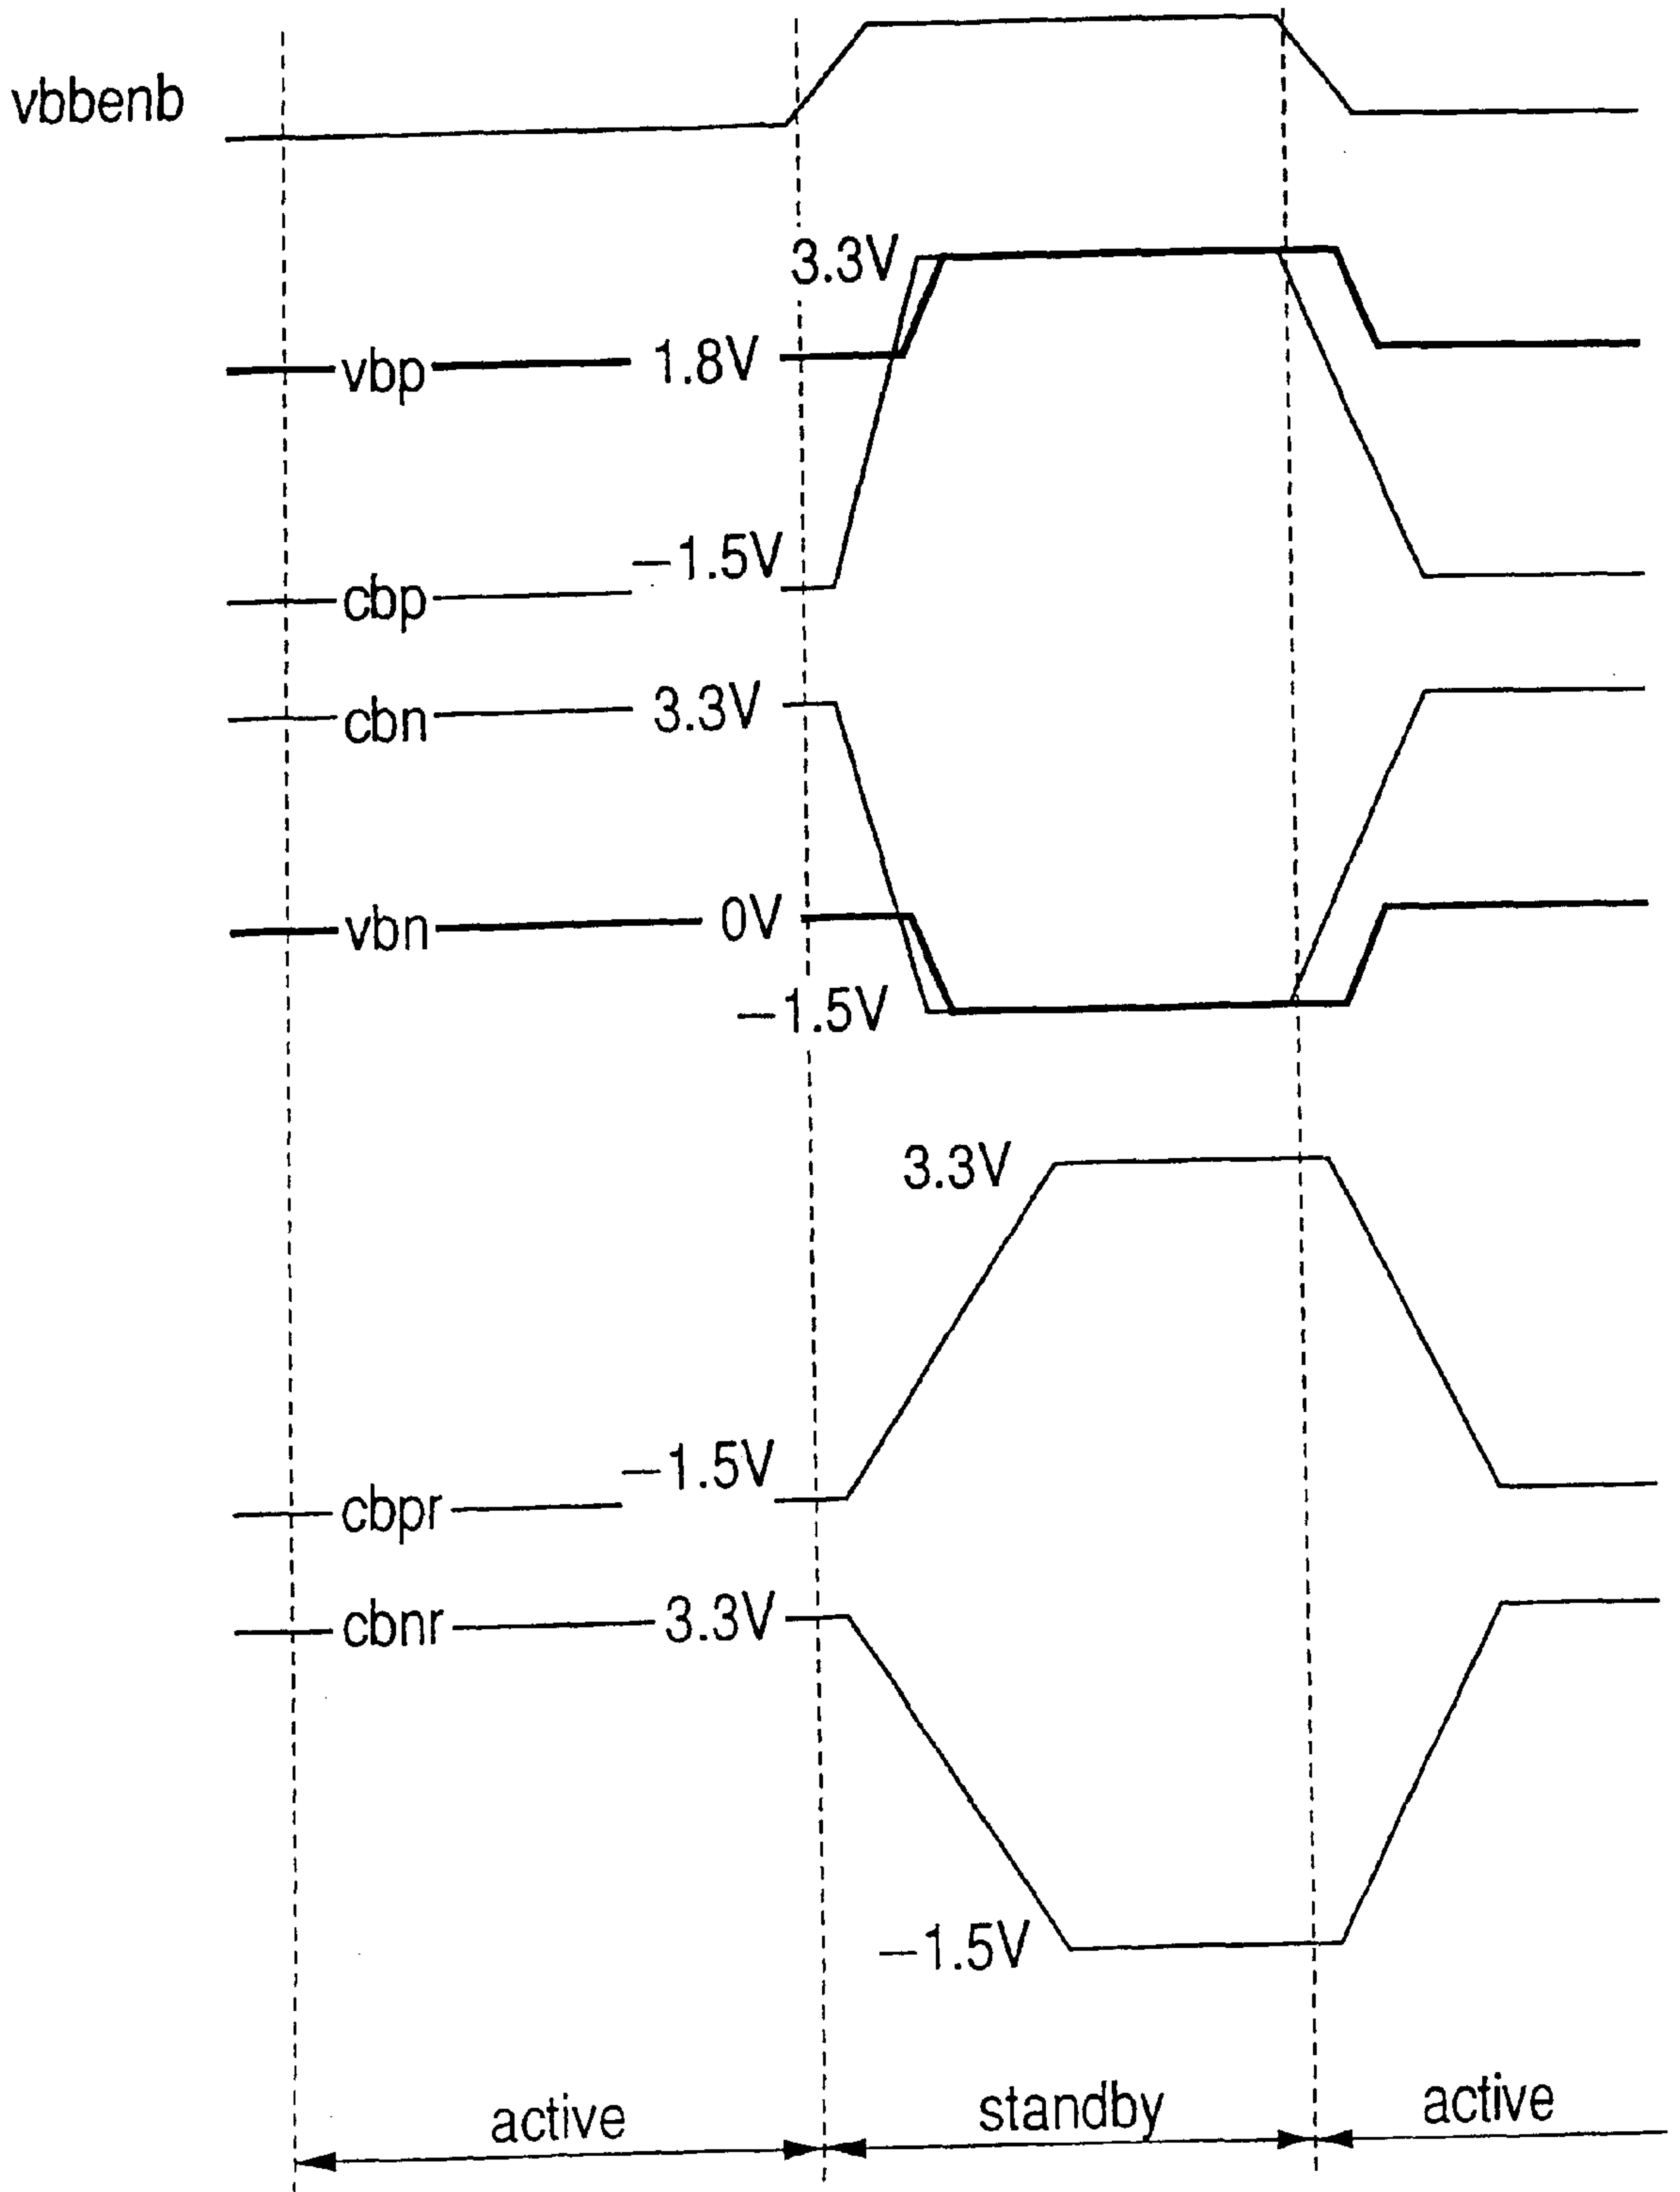 vbbenb
3.3V
vbp 1.8V
–1.5V
cbp
cbn 3.3V
vbn 0V
–1.5V
3.3V
–1.5V
cbpr
cbnr 3.3V
–1.5V
active standby active